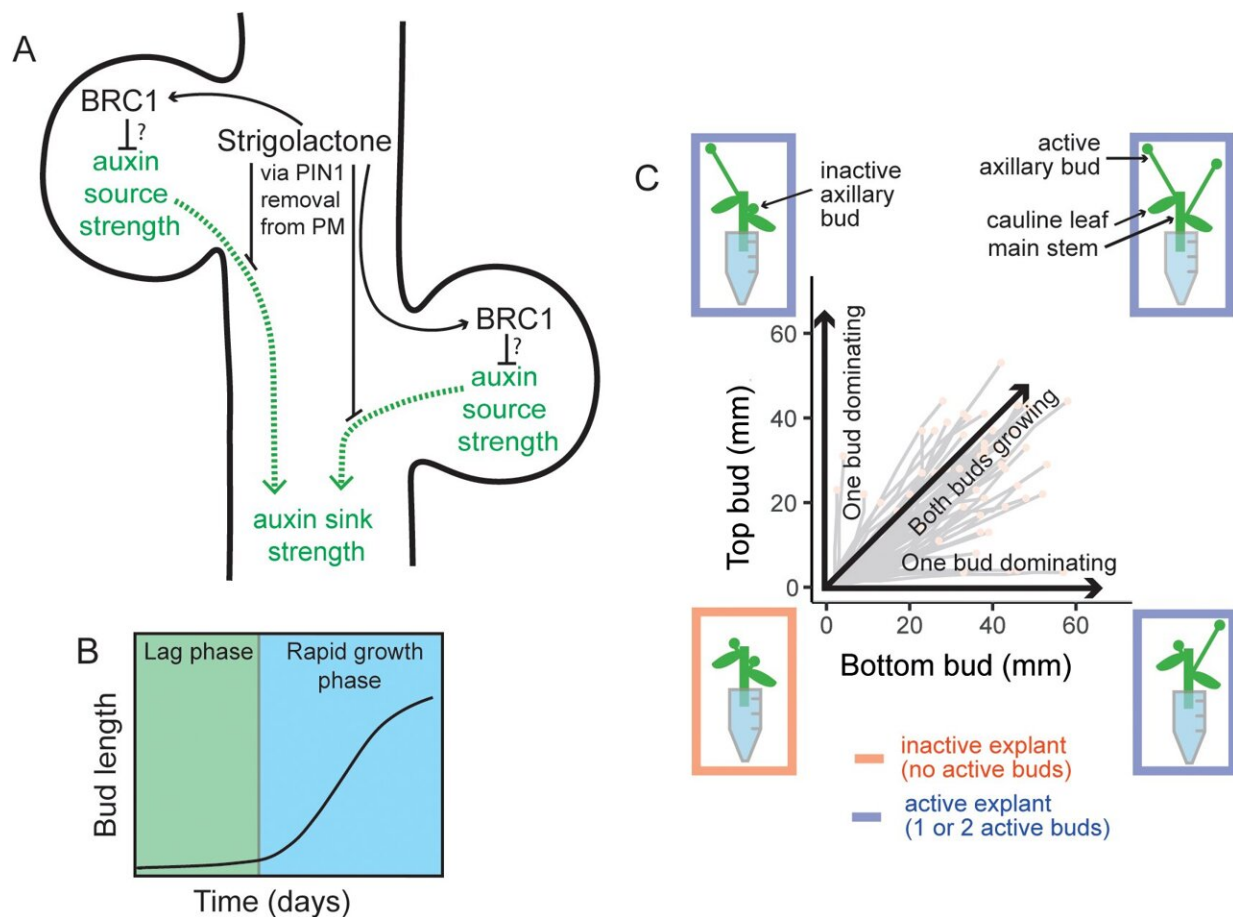 A
BRC1
?
auxin
source
strength
Strigolactone
via PIN1
removal
from PM
BRC1
?
auxin
source
strength
auxin sink
strength
B
Lag phase
Rapid growth
phase
Bud length
Time (days)
C
inactive
axillary
bud
active
axillary bud
cauline leaf
main stem
60
40
20
0
Top bud (mm)
One bud dominating
Both buds growing
One bud dominating
0 20 40 60
Bottom bud (mm)
inactive explant
(no active buds)
active explant
(1 or 2 active buds)